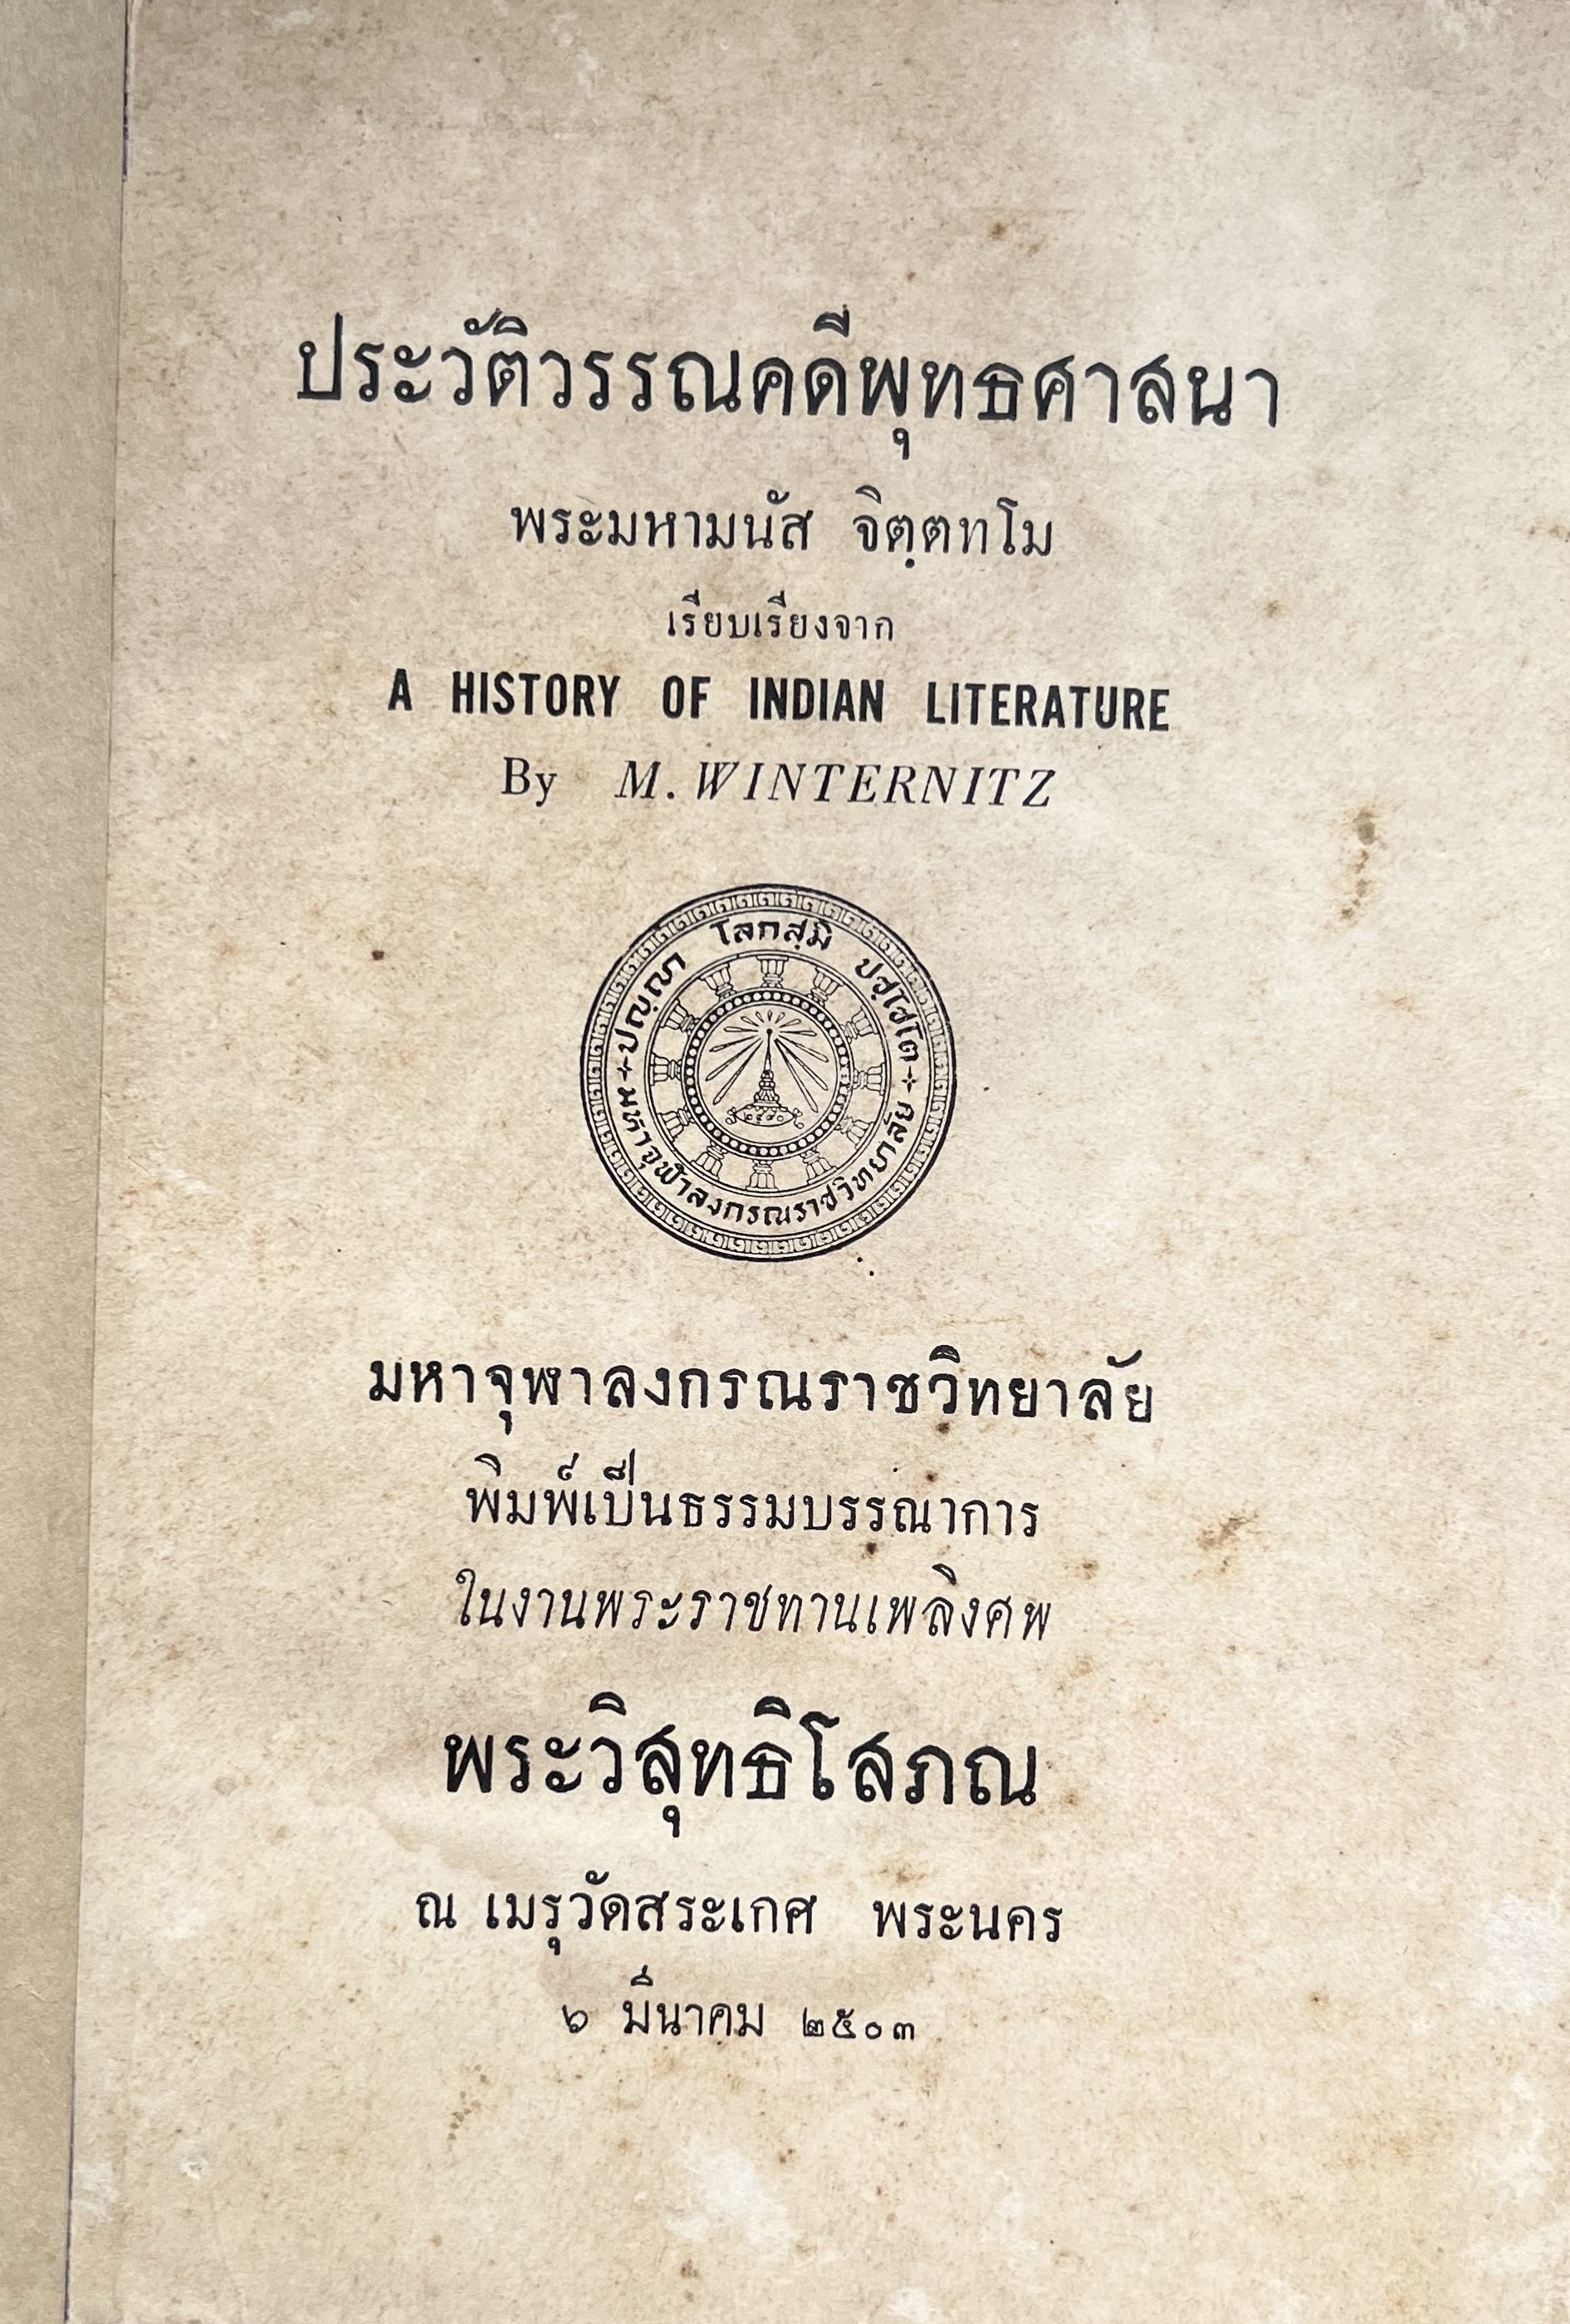 ประวัติวรรณคดีพุทธศาสนา
พระมหามนัส จิตฺตทโม
เรียบเรียงจาก
A HISTORY OF INDIAN LITERATURE
By M. WINTERNITZ
ปญฺญา โลกสฺมิ ปชฺโชโต
มหาจุฬาลงกรณราชวิทยาลัย
มหาจุฬาลงกรณราชวิทยาลัย
พิมพ์เป็นธรรมบรรณาการ
ในงานพระราชทานเพลิงศพ
พระวิสุทธิโสภณ
ณ เมรุวัดสระเกศ พระนคร
๖ มีนาคม ๒๕๐๓